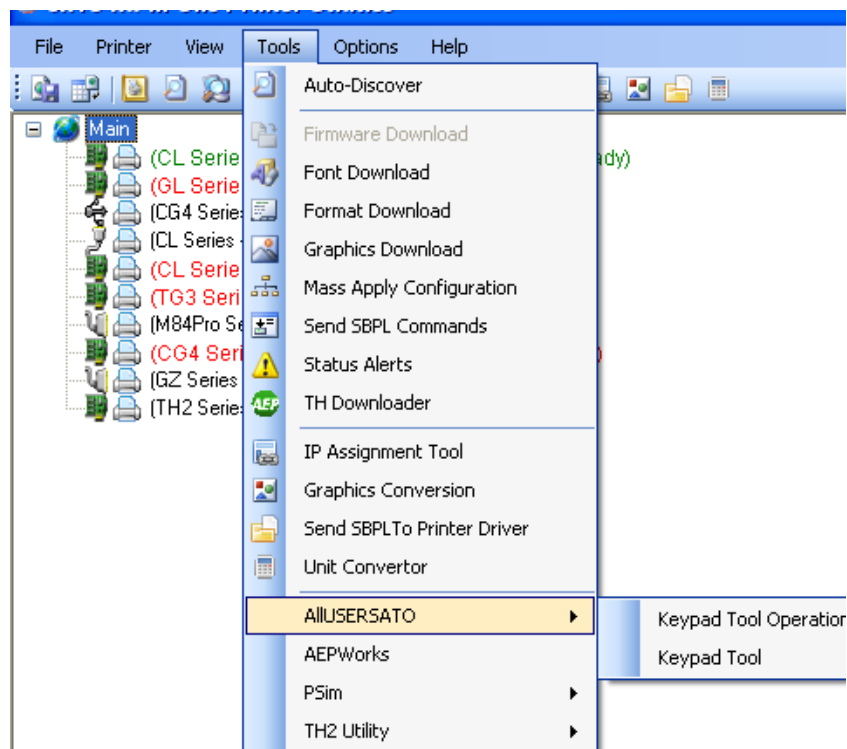 File Printer View Tools Options Help
Auto-Discover
Main
Firmware Download
(CL Serie ady)
Font Download
(GL Serie
(CG4 Serie
Format Download
(CL Series
Graphics Download
(CL Serie
Mass Apply Configuration
(TG3 Seri
(M84Pro Se
Send SBPL Commands
(CG4 Seri )
Status Alerts
(GZ Series
AEP TH Downloader
(TH2 Serie
IP Assignment Tool
Graphics Conversion
Send SBPLTo Printer Driver
Unit Convertor
AllUSERSATO
Keypad Tool Operation
AEPWorks
Keypad Tool
PSim
TH2 Utility